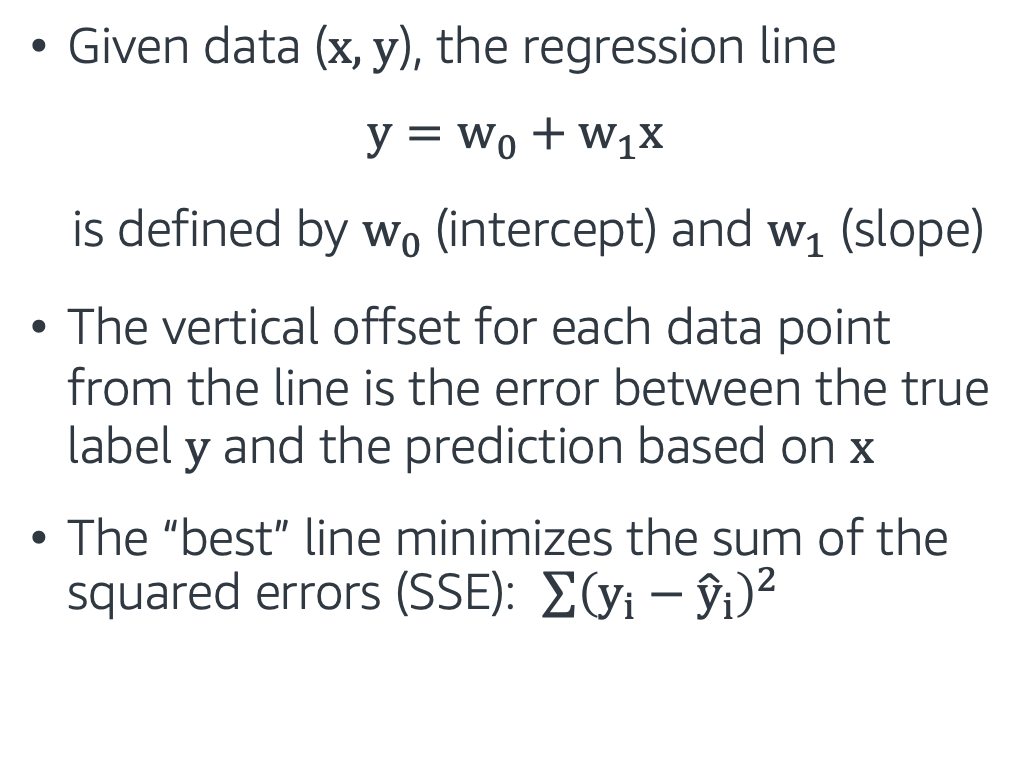 • Given data (x, y), the regression line
y = w₀ + w₁x
is defined by w₀ (intercept) and w₁ (slope)
• The vertical offset for each data point
from the line is the error between the true
label y and the prediction based on x
• The “best” line minimizes the sum of the
squared errors (SSE): ∑(yᵢ − ŷᵢ)²